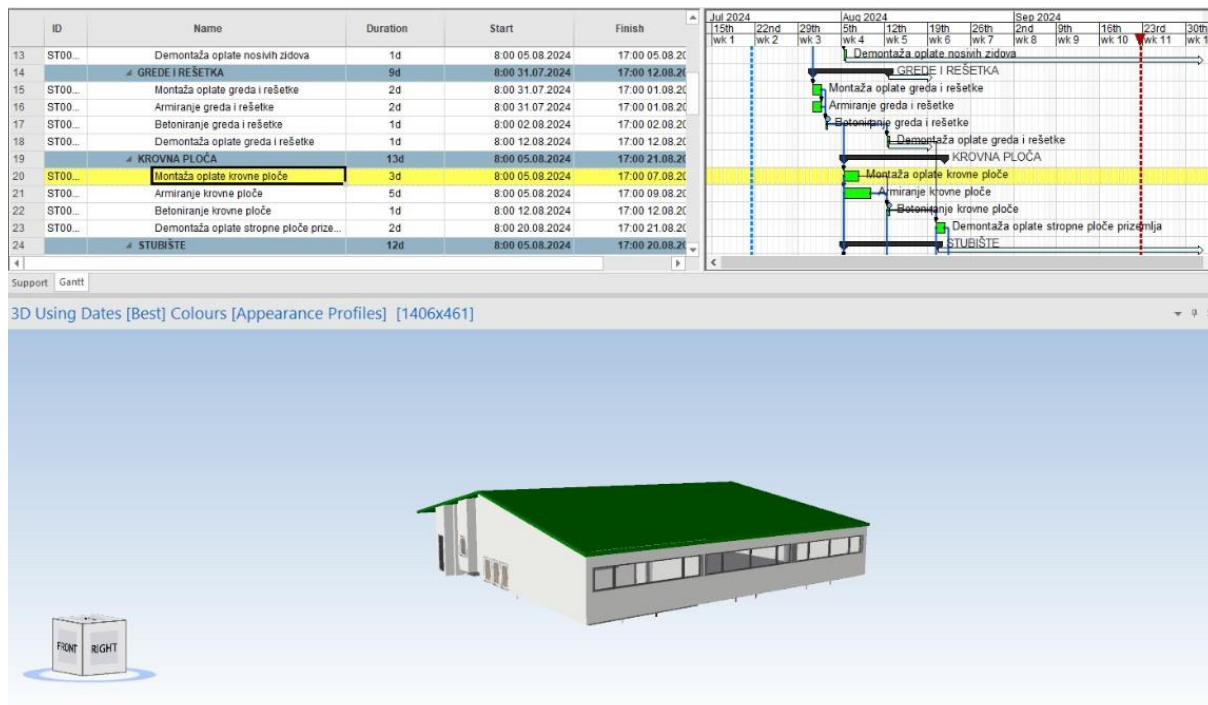 ID Name Duration Start Finish
13 ST00... Demontaža oplate nosivih zidova 1d 8:00 05.08.2024 17:00 05.08.20
14 GREDE I REŠETKA 9d 8:00 31.07.2024 17:00 12.08.20
15 ST00... Montaža oplate greda i rešetke 2d 8:00 31.07.2024 17:00 01.08.20
16 ST00... Armiranje greda i rešetke 2d 8:00 31.07.2024 17:00 01.08.20
17 ST00... Betoniranje greda i rešetke 1d 8:00 02.08.2024 17:00 02.08.20
18 ST00... Demontaža oplate greda i rešetke 1d 8:00 12.08.2024 17:00 12.08.20
19 KROVNA PLOČA 13d 8:00 05.08.2024 17:00 21.08.20
20 ST00... Montaža oplate krovne ploče 3d 8:00 05.08.2024 17:00 07.08.20
21 ST00... Armiranje krovne ploče 5d 8:00 05.08.2024 17:00 09.08.20
22 ST00... Betoniranje krovne ploče 1d 8:00 12.08.2024 17:00 12.08.20
23 ST00... Demontaža oplate stropne ploče prize... 2d 8:00 20.08.2024 17:00 21.08.20
24 STUBIŠTE 12d 8:00 05.08.2024 17:00 20.08.20
Jul 2024 Aug 2024 Sep 2024
15th 22nd 29th 5th 12th 19th 26th 2nd 9th 16th 23rd 30th
wk 1 wk 2 wk 3 wk 4 wk 5 wk 6 wk 7 wk 8 wk 9 wk 10 wk 11 wk 1
Demontaža oplate nosivih zidova
GREDE I REŠETKA
Montaža oplate greda i rešetke
Armiranje greda i rešetke
Betoniranje greda i rešetke
Demontaža oplate greda i rešetke
KROVNA PLOČA
Montaža oplate krovne ploče
Armiranje krovne ploče
Betoniranje krovne ploče
Demontaža oplate stropne ploče prizemlja
STUBIŠTE
Support Gantt
3D Using Dates [Best] Colours [Appearance Profiles] [1406x461]
FRONT RIGHT